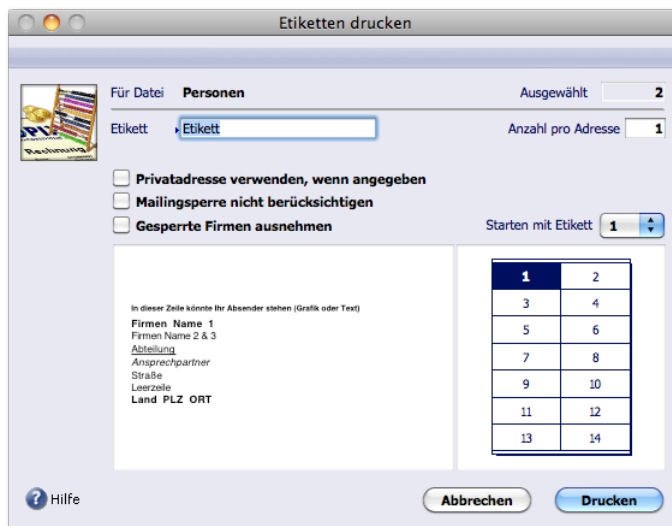 Etiketten drucken
Für Datei Personen Ausgewählt 2
Etikett Etikett Anzahl pro Adresse 1
Privatadresse verwenden, wenn angegeben
Mailingsperre nicht berücksichtigen
Gesperrte Firmen ausnehmen
Starten mit Etikett 1
In dieser Zeile könnte Ihr Absender stehen (Grafik oder Text)
Firmen Name 1
Firmen Name 2 & 3
Abteilung
Ansprechpartner
Straße
Leerzeile
Land PLZ ORT
1 2
3 4
5 6
7 8
9 10
11 12
13 14
? Hilfe
Abbrechen Drucken